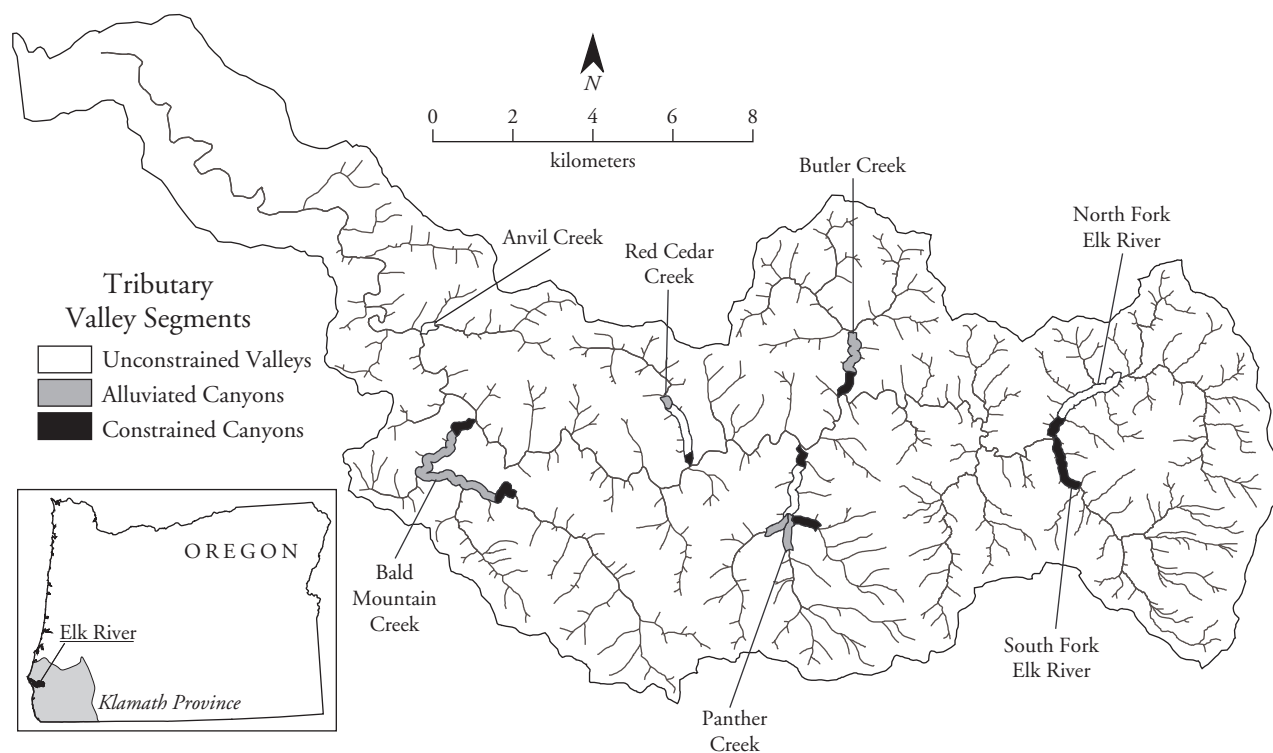 N
0 2 4 6 8
kilometers
Butler Creek
North Fork
Elk River
Anvil Creek
Red Cedar
Creek
Tributary
Valley Segments
Unconstrained Valleys
Alluviated Canyons
Constrained Canyons
Bald
Mountain
Creek
South Fork
Elk River
Panther
Creek
OREGON
Elk River
Klamath Province